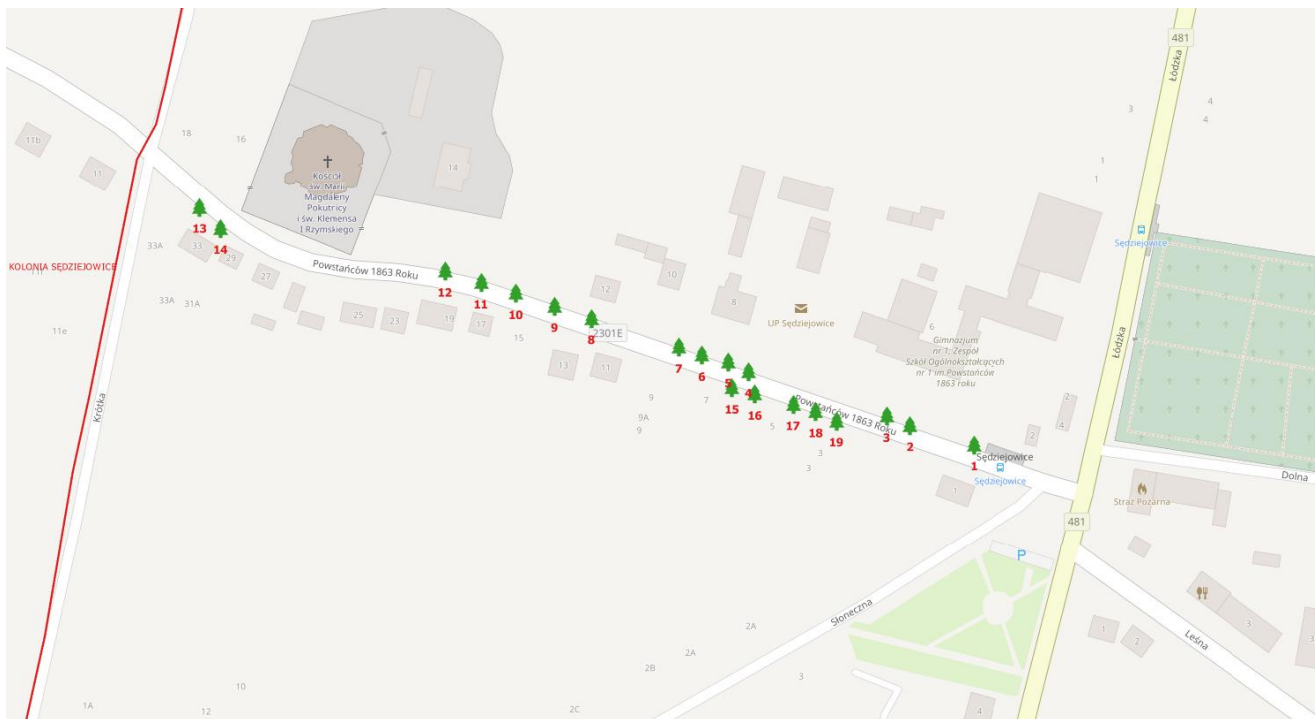 481
Łódzka
4
3
4
11b
18
16
14
11
Kościół
św. Marii
Magdaleny
Pokutnicy
i św. Klemensa
I Rzymskiego
1
1
13
14
33A
33
29
KOLONIA SĘDZIEJOWICE
27
Powstańców 1863 Roku
33A
31A
25
23
19
17
15
11e
12
11
10
9
8
12
10
8
2301E
13
11
UP Sędziejowice
6
Gimnazjum
nr 1; Zespół
Szkół Ogólnokształcących
nr 1 im.Powstańców
1863 roku
Sędziejowice
Łódzka
7
6
5
4
15
16
17
18
19
3
2
1
Powstańców 1863 Roku
9
9A
9
7
5
3
3
2
4
2
Sędziejowice
Sędziejowice
1
Krótka
Dolna
Straż Pożarna
481
P
Słoneczna
Leśna
1
2
3
3
2A
2A
2B
3
10
1A
12
2C
4